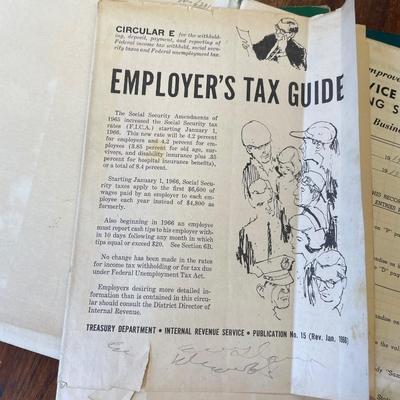 CIRCULAR E for the withhold-
ing, deposit, payment, and reporting of
Federal income tax withheld, social secu-
rity taxes and Federal unemployment tax.
EMPLOYER'S TAX GUIDE
The Social Security Amendments of
1965 increased the Social Security tax
rates (F.I.C.A.) starting January 1,
1966. This new rate will be 4.2 percent
for employers and 4.2 percent for em-
ployees (3.85 percent for old age, sur-
vivors, and disability insurance plus .35
percent for hospital insurance benefits),
or a total of 8.4 percent.
Starting January 1, 1966, Social Secu-
rity taxes apply to the first $6,600 of
wages paid by an employer to each em-
ployee each year instead of $4,800 as
formerly.
Also beginning in 1966 an employee
must report cash tips to his employer with-
in 10 days following any month in which
tips equal or exceed $20. See Section 6B.
No change has been made in the rates
for income tax withholding or for tax due
under Federal Unemployment Tax Act.
Employers desiring more detailed in-
formation than is contained in this circu-
lar should consult the District Director of
Internal Revenue.
TREASURY DEPARTMENT • INTERNAL REVENUE SERVICE • PUBLICATION No. 15 (Rev. Jan. 1966)
Improve
VICE
NG S
Busine